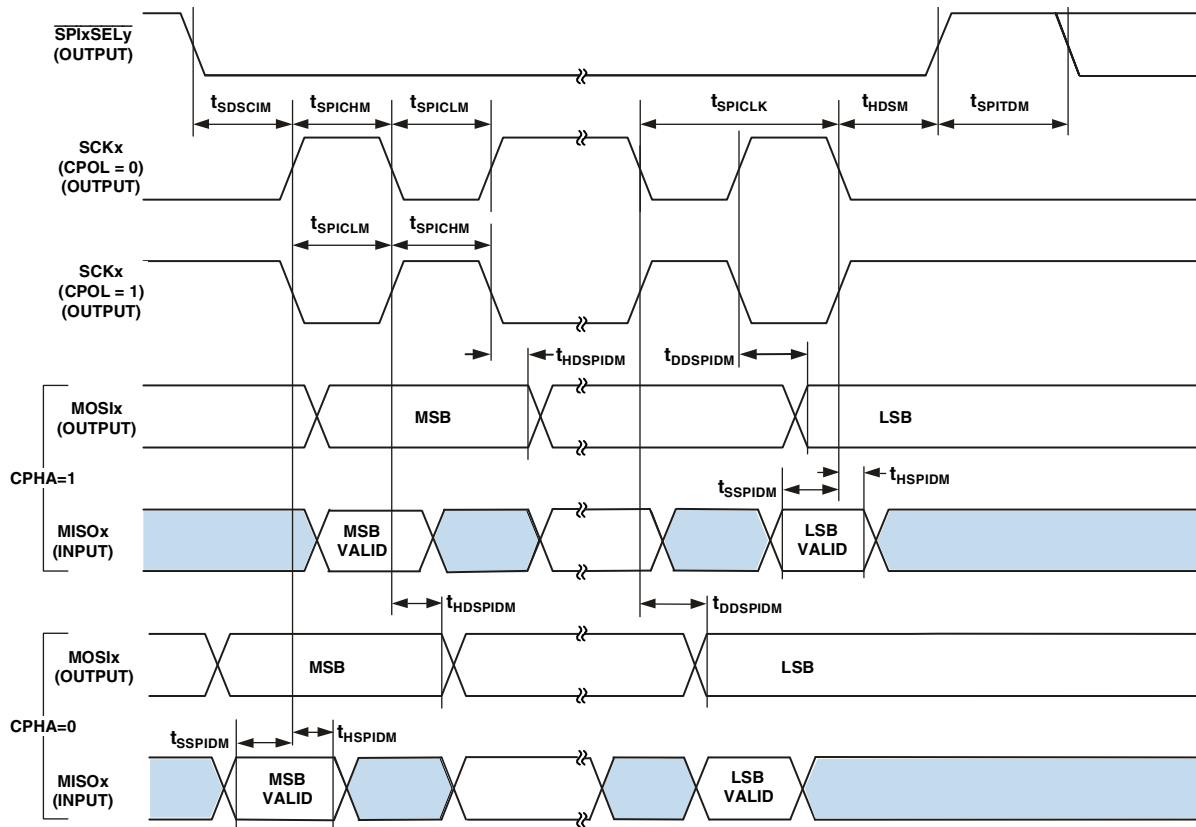 SPIxSELy
(OUTPUT)
tSDSCIM
tSPICHM
tSPICLM
tSPICLK
tHDSM
tSPITDM
SCKx
(CPOL = 0)
(OUTPUT)
tSPICLM
tSPICHM
SCKx
(CPOL = 1)
(OUTPUT)
tHDSPIDM
tDDSPIDM
MOSIx
(OUTPUT)
MSB
LSB
CPHA=1
tSSPIDM
tHSPIDM
MISOx
(INPUT)
MSB
VALID
LSB
VALID
tHDSPIDM
tDDSPIDM
MOSIx
(OUTPUT)
MSB
LSB
CPHA=0
tSSPIDM
tHSPIDM
MISOx
(INPUT)
MSB
VALID
LSB
VALID